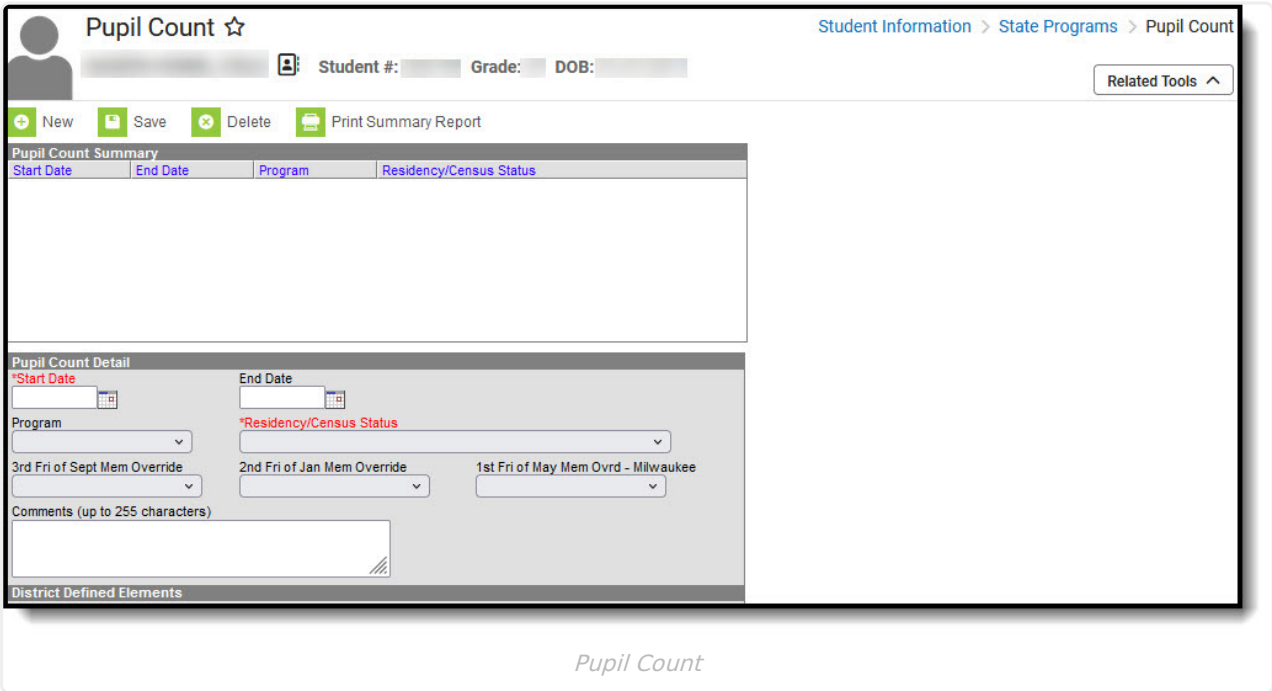 Pupil Count
Student Information > State Programs > Pupil Count
Student #: Grade: DOB:
Related Tools
New Save Delete Print Summary Report
Pupil Count Summary
Start Date End Date Program Residency/Census Status
Pupil Count Detail
*Start Date End Date
Program *Residency/Census Status
3rd Fri of Sept Mem Override 2nd Fri of Jan Mem Override 1st Fri of May Mem Ovrd - Milwaukee
Comments (up to 255 characters)
District Defined Elements
Pupil Count